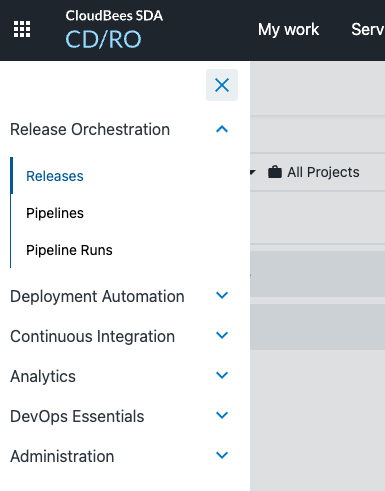 CloudBees SDA
CD/RO
My work
Serv
Release Orchestration
Releases
All Projects
Pipelines
Pipeline Runs
Deployment Automation
Continuous Integration
Analytics
DevOps Essentials
Administration